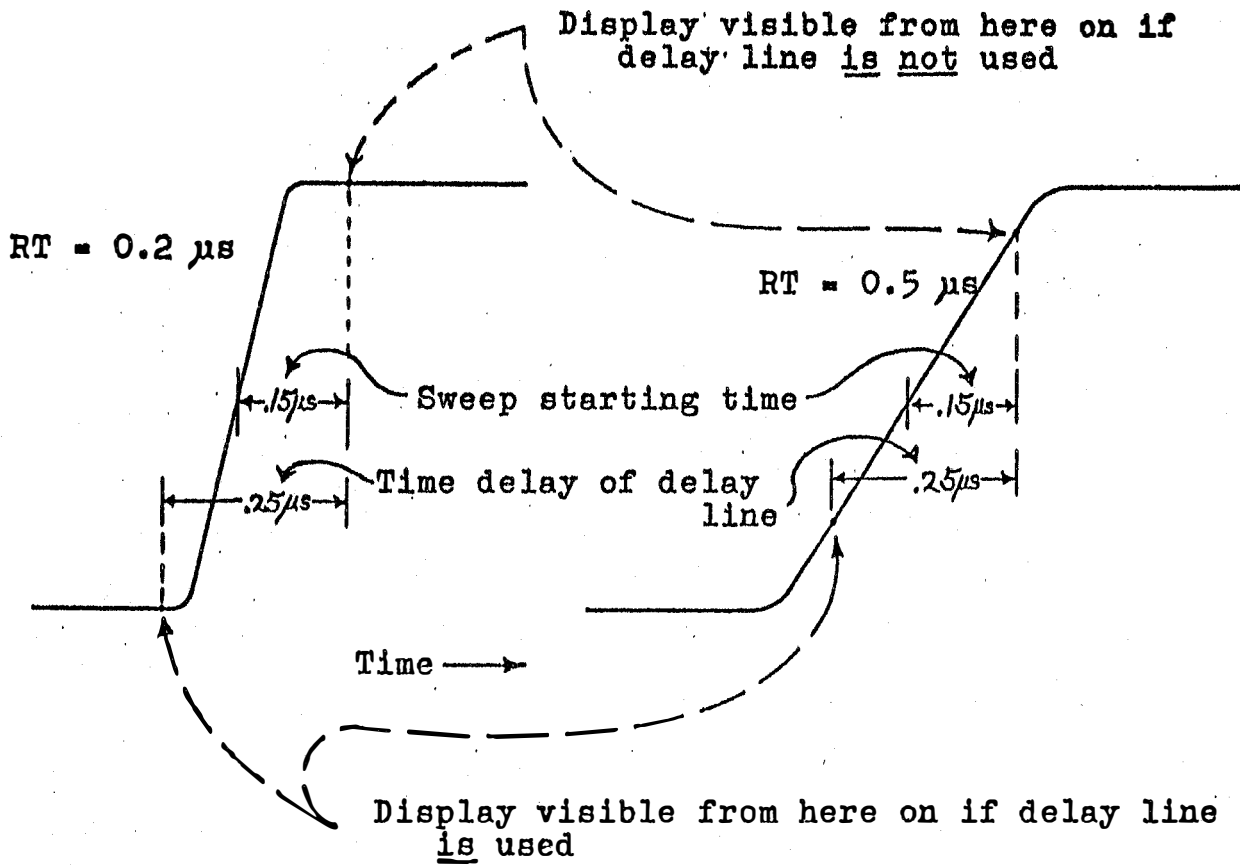 Display visible from here on if
delay line is not used
RT = 0.2 µs
RT = 0.5 µs
.15µs
Sweep starting time
.15µs
Time delay of delay
line
.25µs
.25µs
Time
Display visible from here on if delay line
is used